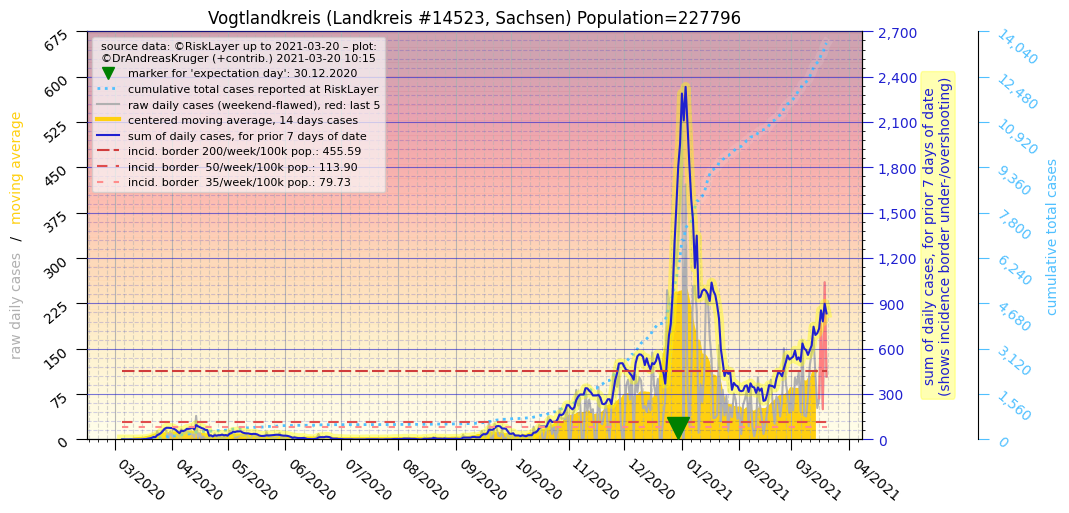 Vogtlandkreis (Landkreis #14523, Sachsen) Population=227796
source data: ©RiskLayer up to 2021-03-20 – plot:
©DrAndreasKruger (+contrib.) 2021-03-20 10:15
marker for 'expectation day': 30.12.2020
cumulative total cases reported at RiskLayer
raw daily cases (weekend-flawed), red: last 5
centered moving average, 14 days cases
sum of daily cases, for prior 7 days of date
incid. border 200/week/100k pop.: 455.59
incid. border  50/week/100k pop.: 113.90
incid. border  35/week/100k pop.: 79.73
raw daily cases / moving average
675
600
525
450
375
300
225
150
75
0
2,700
2,400
2,100
1,800
1,500
1,200
900
600
300
0
sum of daily cases, for prior 7 days of date
(shows incidence border under-/overshooting)
14,040
12,480
10,920
9,360
7,800
6,240
4,680
3,120
1,560
0
cumulative total cases
03/2020
04/2020
05/2020
06/2020
07/2020
08/2020
09/2020
10/2020
11/2020
12/2020
01/2021
02/2021
03/2021
04/2021